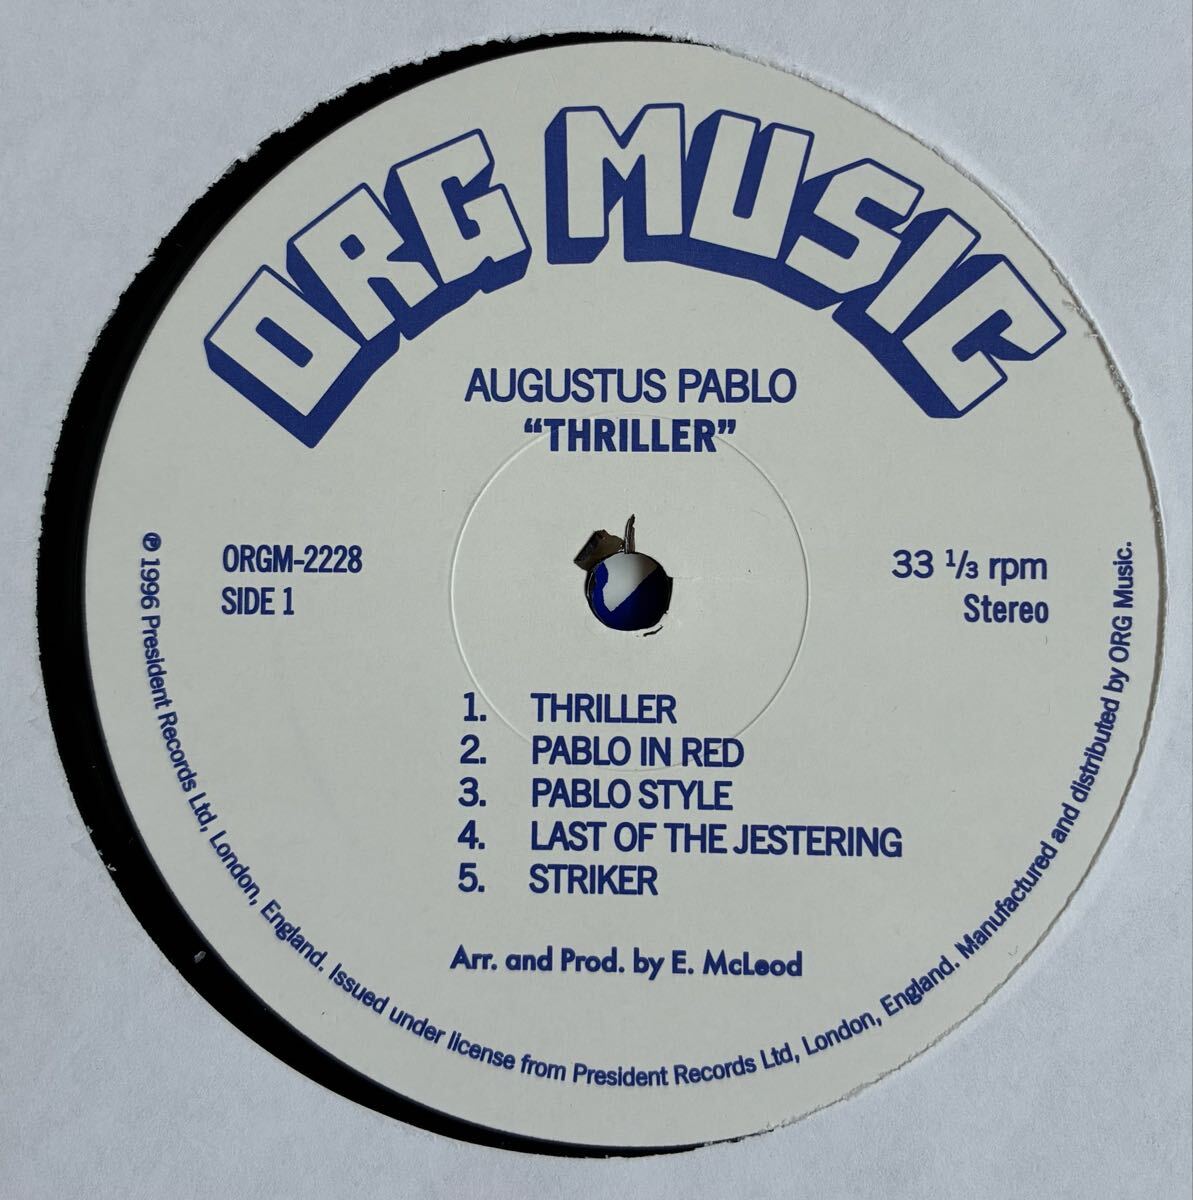 ORG MUSIC
AUGUSTUS PABLO
“THRILLER”
ORGM-2228
SIDE 1
33 ⅓ rpm
Stereo
1. THRILLER
2. PABLO IN RED
3. PABLO STYLE
4. LAST OF THE JESTERING
5. STRIKER
Arr. and Prod. by E. McLeod
℗ 1996 President Records Ltd, London, England. Issued under license from President Records Ltd, London, England. Manufactured and distributed by ORG Music.